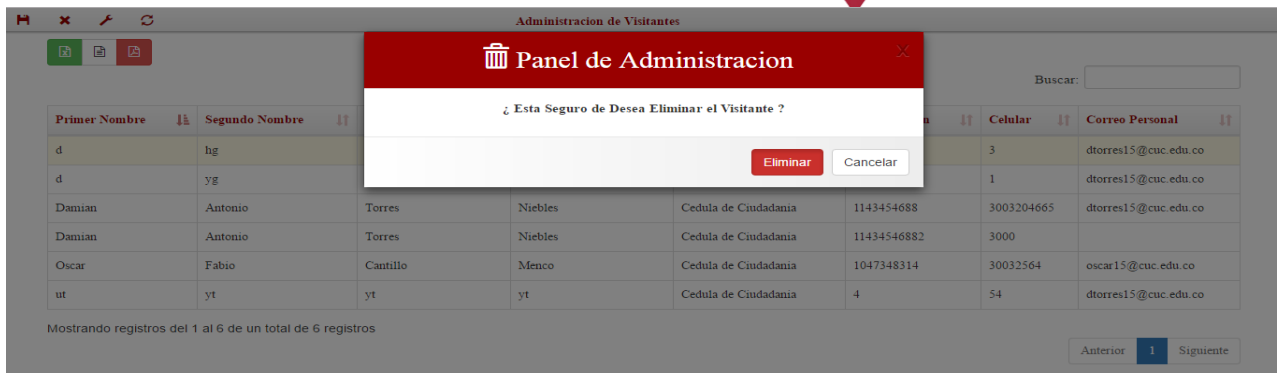 Administracion de Visitantes
Panel de Administracion X
Buscar:
¿ Esta Seguro de Desea Eliminar el Visitante ?
Primer Nombre Segundo Nombre Celular Correo Personal
Eliminar Cancelar
d hg 3 dtorres15@cuc.edu.co
d yg 1 dtorres15@cuc.edu.co
Damian Antonio Torres Niebles Cedula de Ciudadania 1143454688 3003204665 dtorres15@cuc.edu.co
Damian Antonio Torres Niebles Cedula de Ciudadania 11434546882 3000
Oscar Fabio Cantillo Menco Cedula de Ciudadania 1047348314 30032564 oscar15@cuc.edu.co
ut yt yt yt Cedula de Ciudadania 4 54 dtorres15@cuc.edu.co
Mostrando registros del 1 al 6 de un total de 6 registros
Anterior 1 Siguiente